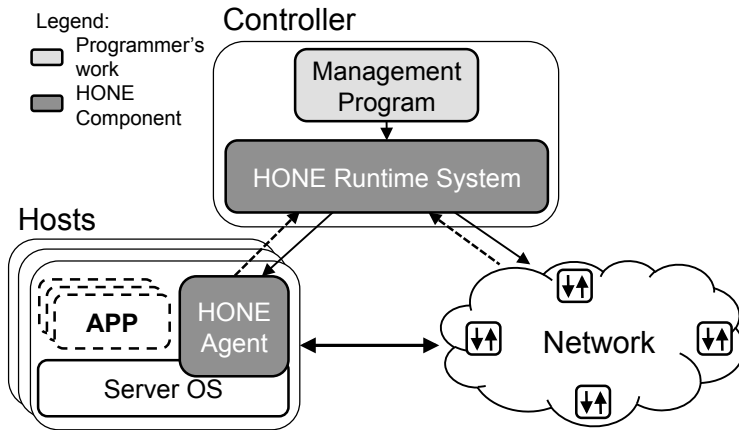 Legend:
Programmer's
work
HONE
Component
Controller
Management
Program
HONE Runtime System
Hosts
APP
HONE
Agent
Server OS
Network